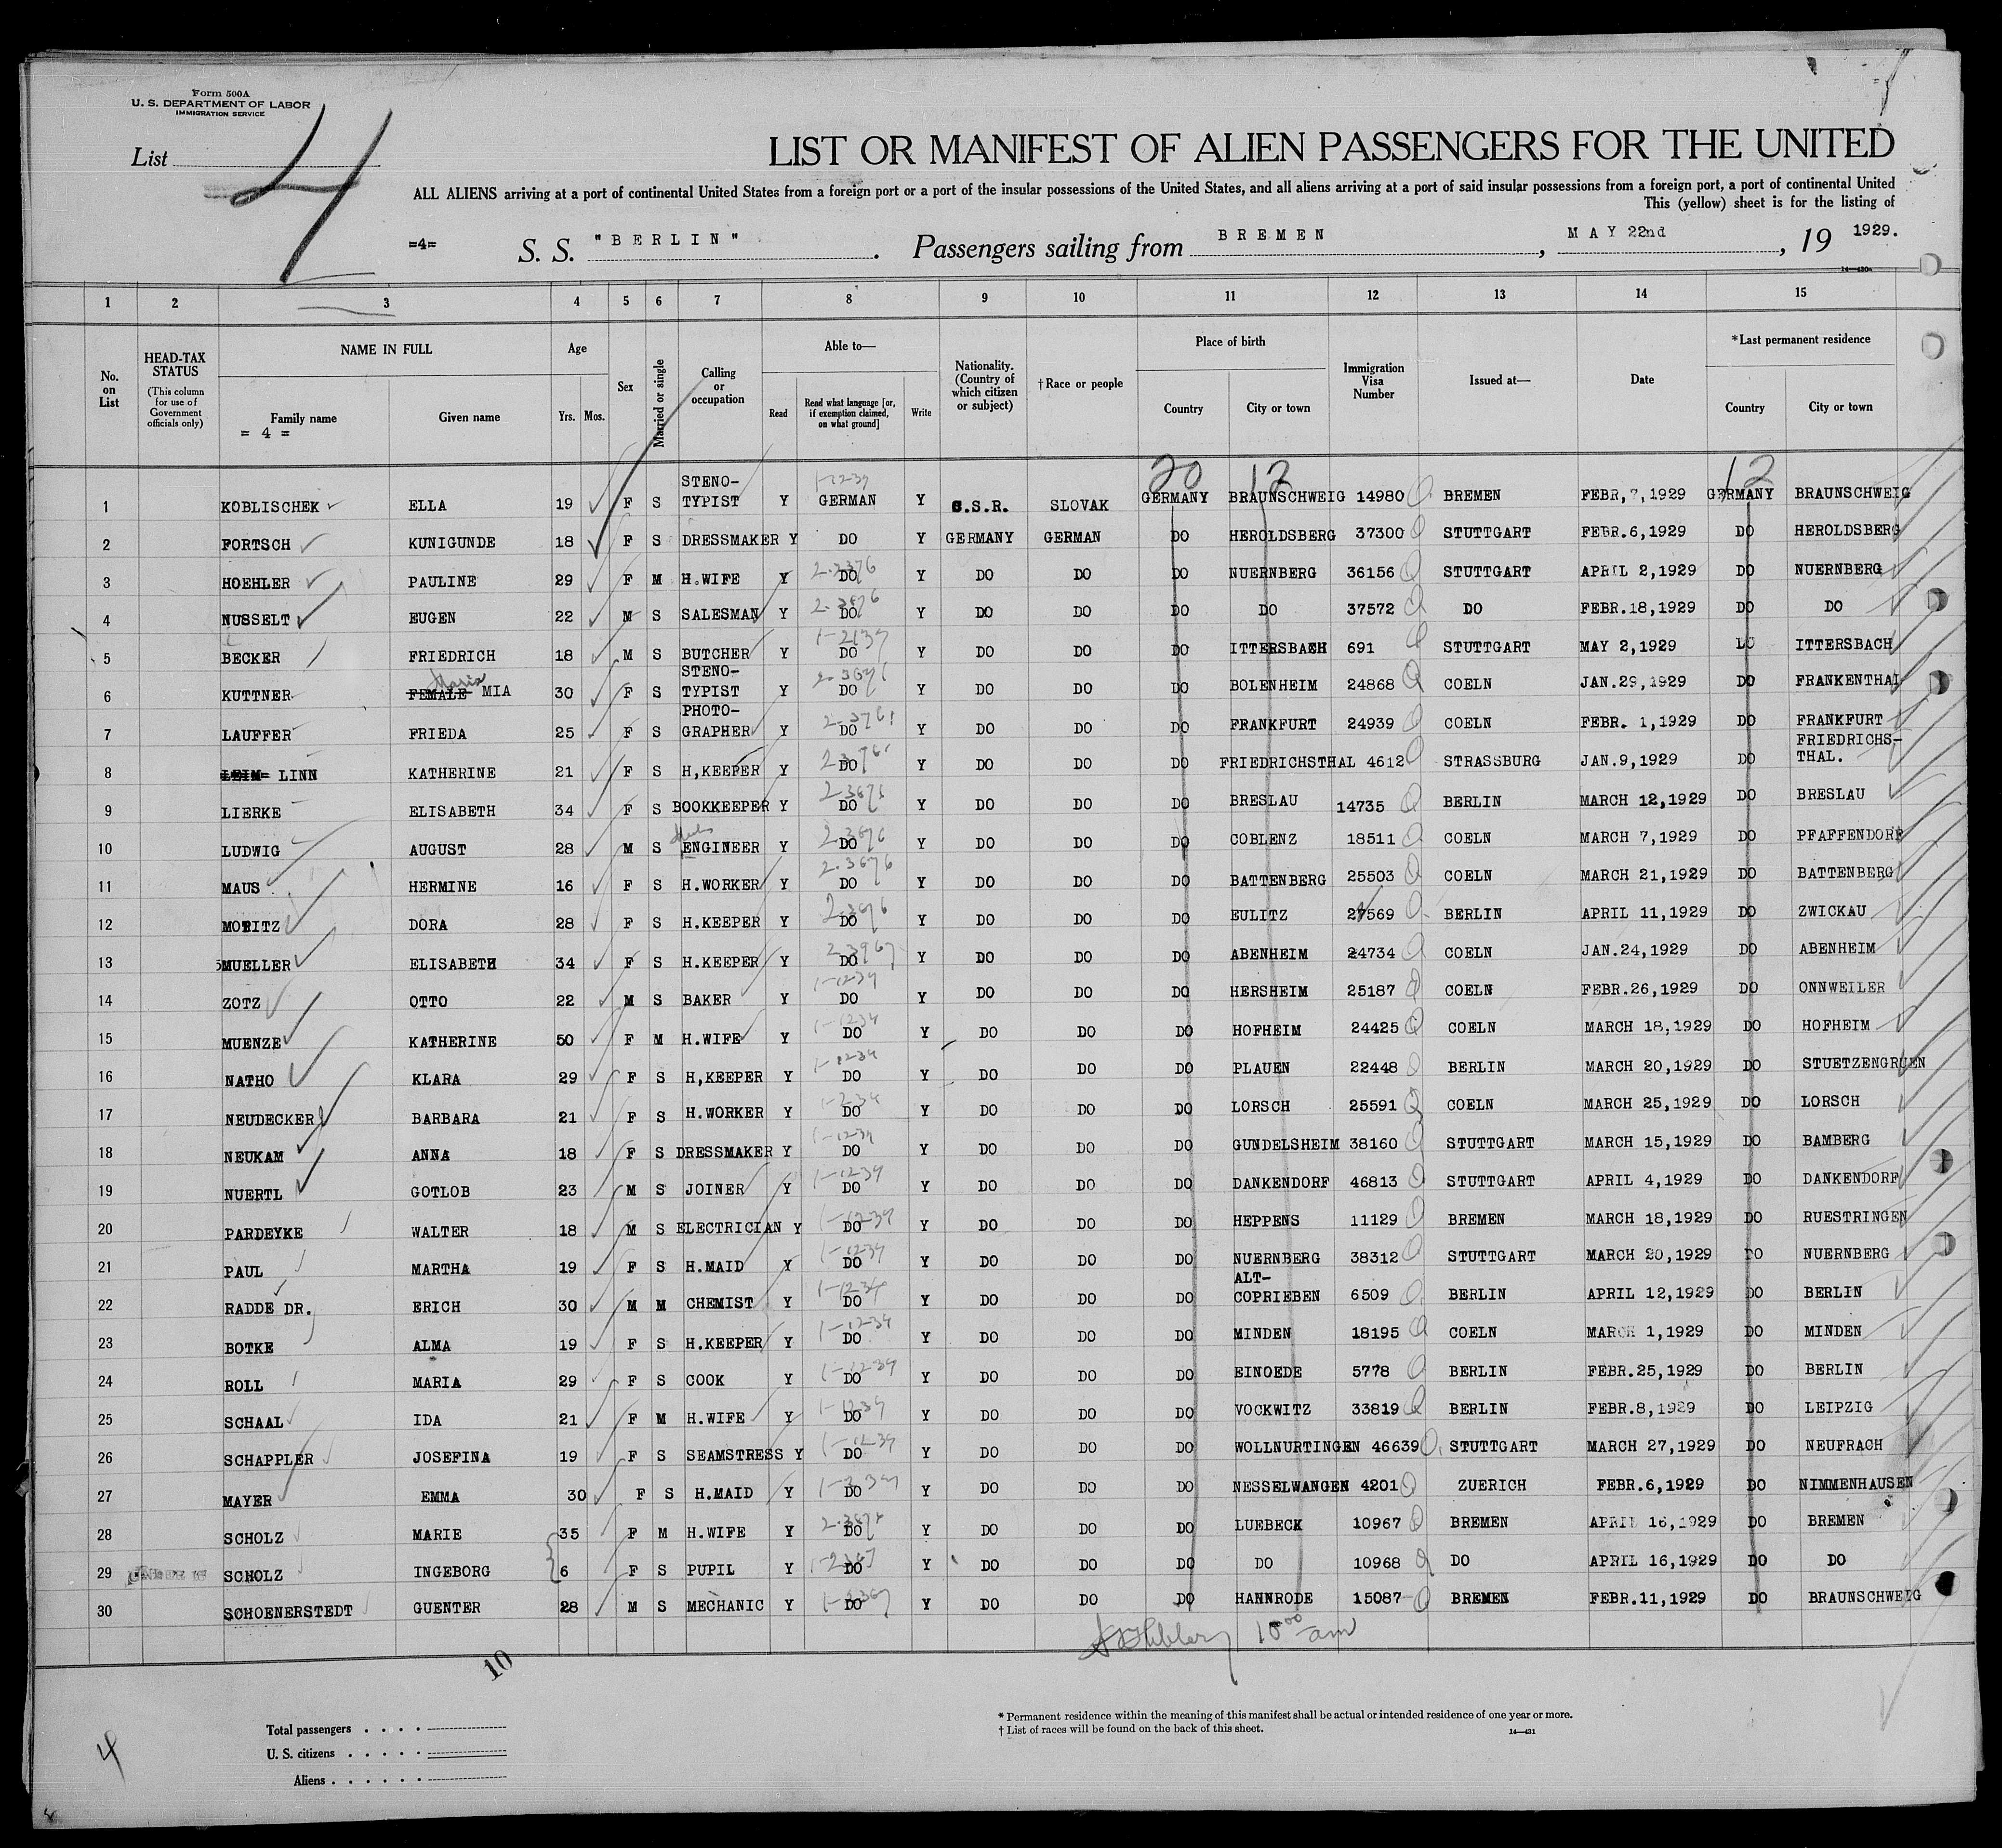 Form 500A
U. S. DEPARTMENT OF LABOR
IMMIGRATION SERVICE
List 4
LIST OR MANIFEST OF ALIEN PASSENGERS FOR THE UNITED
ALL ALIENS arriving at a port of continental United States from a foreign port or a port of the insular possessions of the United States, and all aliens arriving at a port of said insular possessions from a foreign port, a port of continental United
This (yellow) sheet is for the listing of
=4= S. S. "BERLIN". Passengers sailing from BREMEN, MAY 22nd, 19 1929.
1 2 3 4 5 6 7 8 9 10 11 12 13 14 15
No. on List
HEAD-TAX STATUS (This column for use of Government officials only)
NAME IN FULL
Family name
= 4 =
Given name
Age
Yrs. Mos.
Sex
Married or single
Calling or occupation
Able to—
Read
Read what language [or, if exemption claimed, on what ground]
Write
Nationality. (Country of which citizen or subject)
† Race or people
Place of birth
Country
City or town
Immigration Visa Number
Issued at—
Date
*Last permanent residence
Country
City or town
20 12 12
1 KOBLISCHEK ELLA 19 F S STENO-TYPIST Y 1-1234 GERMAN Y C.S.R. SLOVAK GERMANY BRAUNSCHWEIG 14980 BREMEN FEBR,7,1929 GERMANY BRAUNSCHWEIG
2 FORTSCH KUNIGUNDE 18 F S DRESSMAKER Y DO Y GERMANY GERMAN DO HEROLDSBERG 37300 STUTTGART FEBR.6,1929 DO HEROLDSBERG
3 HOEHLER PAULINE 29 F M H.WIFE Y DO Y DO DO DO NUERNBERG 36156 STUTTGART APRIL 2,1929 DO NUERNBERG
4 NUSSELT EUGEN 22 M S SALESMAN Y DO Y DO DO DO DO 37572 DO FEBR.18,1929 DO DO
5 BECKER FRIEDRICH 18 M S BUTCHER Y DO Y DO DO DO ITTERSBACH 691 STUTTGART MAY 2,1929 DO ITTERSBACH
6 KUTTNER FEMALE Maria MIA 30 F S STENO-TYPIST Y DO Y DO DO DO BOLENHEIM 24868 COELN JAN.29,1929 DO FRANKENTHAL
7 LAUFFER FRIEDA 25 F S PHOTO-GRAPHER Y DO Y DO DO DO FRANKFURT 24939 COELN FEBR. 1,1929 DO FRANKFURT
8 LEIM= LINN KATHERINE 21 F S H,KEEPER Y DO Y DO DO DO FRIEDRICHSTHAL 4612 STRASSBURG JAN.9,1929 DO FRIEDRICHS-THAL.
9 LIERKE ELISABETH 34 F S BOOKKEEPER Y DO Y DO DO DO BRESLAU 14735 BERLIN MARCH 12,1929 DO BRESLAU
10 LUDWIG AUGUST 28 M S ENGINEER Y DO Y DO DO DO COBLENZ 18511 COELN MARCH 7,1929 DO PFAFFENDORF
11 MAUS HERMINE 16 F S H.WORKER Y DO Y DO DO DO BATTENBERG 25503 COELN MARCH 21,1929 DO BATTENBERG
12 MORITZ DORA 28 F S H.KEEPER Y DO Y DO DO DO EULITZ 27569 BERLIN APRIL 11,1929 DO ZWICKAU
13 MUELLER ELISABETH 34 F S H.KEEPER Y DO Y DO DO DO ABENHEIM 24734 COELN JAN.24,1929 DO ABENHEIM
14 ZOTZ OTTO 22 M S BAKER Y DO Y DO DO DO HERSHEIM 25187 COELN FEBR.26,1929 DO ONNWEILER
15 MUENZE KATHERINE 50 F M H.WIFE Y DO Y DO DO DO HOFHEIM 24425 COELN MARCH 18,1929 DO HOFHEIM
16 NATHO KLARA 29 F S H,KEEPER Y DO Y DO DO DO PLAUEN 22448 BERLIN MARCH 20,1929 DO STUETZENGRUEN
17 NEUDECKER BARBARA 21 F S H.WORKER Y DO Y DO DO DO LORSCH 25591 COELN MARCH 25,1929 DO LORSCH
18 NEUKAM ANNA 18 F S DRESSMAKER Y DO Y DO DO DO GUNDELSHEIM 38160 STUTTGART MARCH 15,1929 DO BAMBERG
19 NUERTL GOTLOB 23 M S JOINER Y DO Y DO DO DO DANKENDORF 46813 STUTTGART APRIL 4,1929 DO DANKENDORF
20 PARDEYKE WALTER 18 M S ELECTRICIAN Y DO Y DO DO DO HEPPENS 11129 BREMEN MARCH 18,1929 DO RUESTRINGEN
21 PAUL MARTHA 19 F S H.MAID Y DO Y DO DO DO NUERNBERG 38312 STUTTGART MARCH 20,1929 DO NUERNBERG
22 RADDE DR. ERICH 30 M M CHEMIST Y DO Y DO DO DO ALT-COPRIEBEN 6509 BERLIN APRIL 12,1929 DO BERLIN
23 BOTKE ALMA 19 F S H.KEEPER Y DO Y DO DO DO MINDEN 18195 COELN MARCH 1,1929 DO MINDEN
24 ROLL MARIA 29 F S COOK Y DO Y DO DO DO EINOEDE 5778 BERLIN FEBR.25,1929 DO BERLIN
25 SCHAAL IDA 21 F M H.WIFE Y DO Y DO DO DO VOCKWITZ 33819 BERLIN FEBR.8,1929 DO LEIPZIG
26 SCHAPPLER JOSEFINA 19 F S SEAMSTRESS Y DO Y DO DO DO WOLLNURTINGEN 46639 STUTTGART MARCH 27,1929 DO NEUFRACH
27 MAYER EMMA 30 F S H.MAID Y DO Y DO DO DO NESSELWANGEN 4201 ZUERICH FEBR.6,1929 DO NIMMENHAUSEN
28 SCHOLZ MARIE 35 F M H.WIFE Y DO Y DO DO DO LUEBECK 10967 BREMEN APRIL 16,1929 DO BREMEN
29 SCHOLZ INGEBORG 6 F S PUPIL Y DO Y DO DO DO DO 10968 DO APRIL 16,1929 DO DO
30 SCHOENERSTEDT GUENTER 28 M S MECHANIC Y DO Y DO DO DO HANNRODE 15087 BREMEN FEBR.11,1929 DO BRAUNSCHWEIG
10 00 am
10
Total passengers
U. S. citizens
Aliens
4
* Permanent residence within the meaning of this manifest shall be actual or intended residence of one year or more.
† List of races will be found on the back of this sheet.
14—431